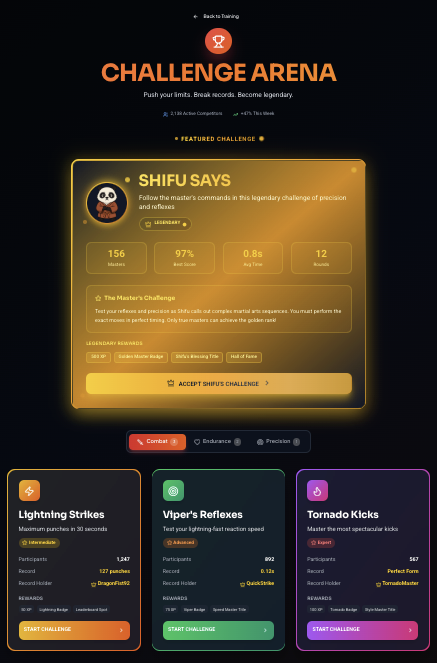 Back to Training
CHALLENGE ARENA
Push your limits. Break records. Become legendary.
2,138 Active Competitors +47% This Week
FEATURED CHALLENGE
SHIFU SAYS
Follow the master's commands in this legendary challenge of precision
and reflexes
LEGENDARY
156 97% 0.8s 12
Masters Best Score Avg Time Rounds
The Master's Challenge
Test your reflexes and precision as Shifu calls out complex martial arts sequences. You must perform the
exact moves in perfect timing. Only true masters can achieve the golden rank!
LEGENDARY REWARDS
500 XP Golden Master Badge Shifu's Blessing Title Hall of Fame
ACCEPT SHIFU'S CHALLENGE
Combat Endurance Precision
Lightning Strikes
Maximum punches in 30 seconds
Intermediate
Participants 1,247
Record 127 punches
Record Holder DragonFist92
REWARDS
50 XP Lightning Badge Leaderboard Spot
START CHALLENGE
Viper's Reflexes
Test your lightning-fast reaction speed
Advanced
Participants 892
Record 0.12s
Record Holder QuickStrike
REWARDS
75 XP Viper Badge Speed Master Title
START CHALLENGE
Tornado Kicks
Master the most spectacular kicks
Expert
Participants 567
Record Perfect Form
Record Holder TornadoMaster
REWARDS
100 XP Tornado Badge Style Master Title
START CHALLENGE